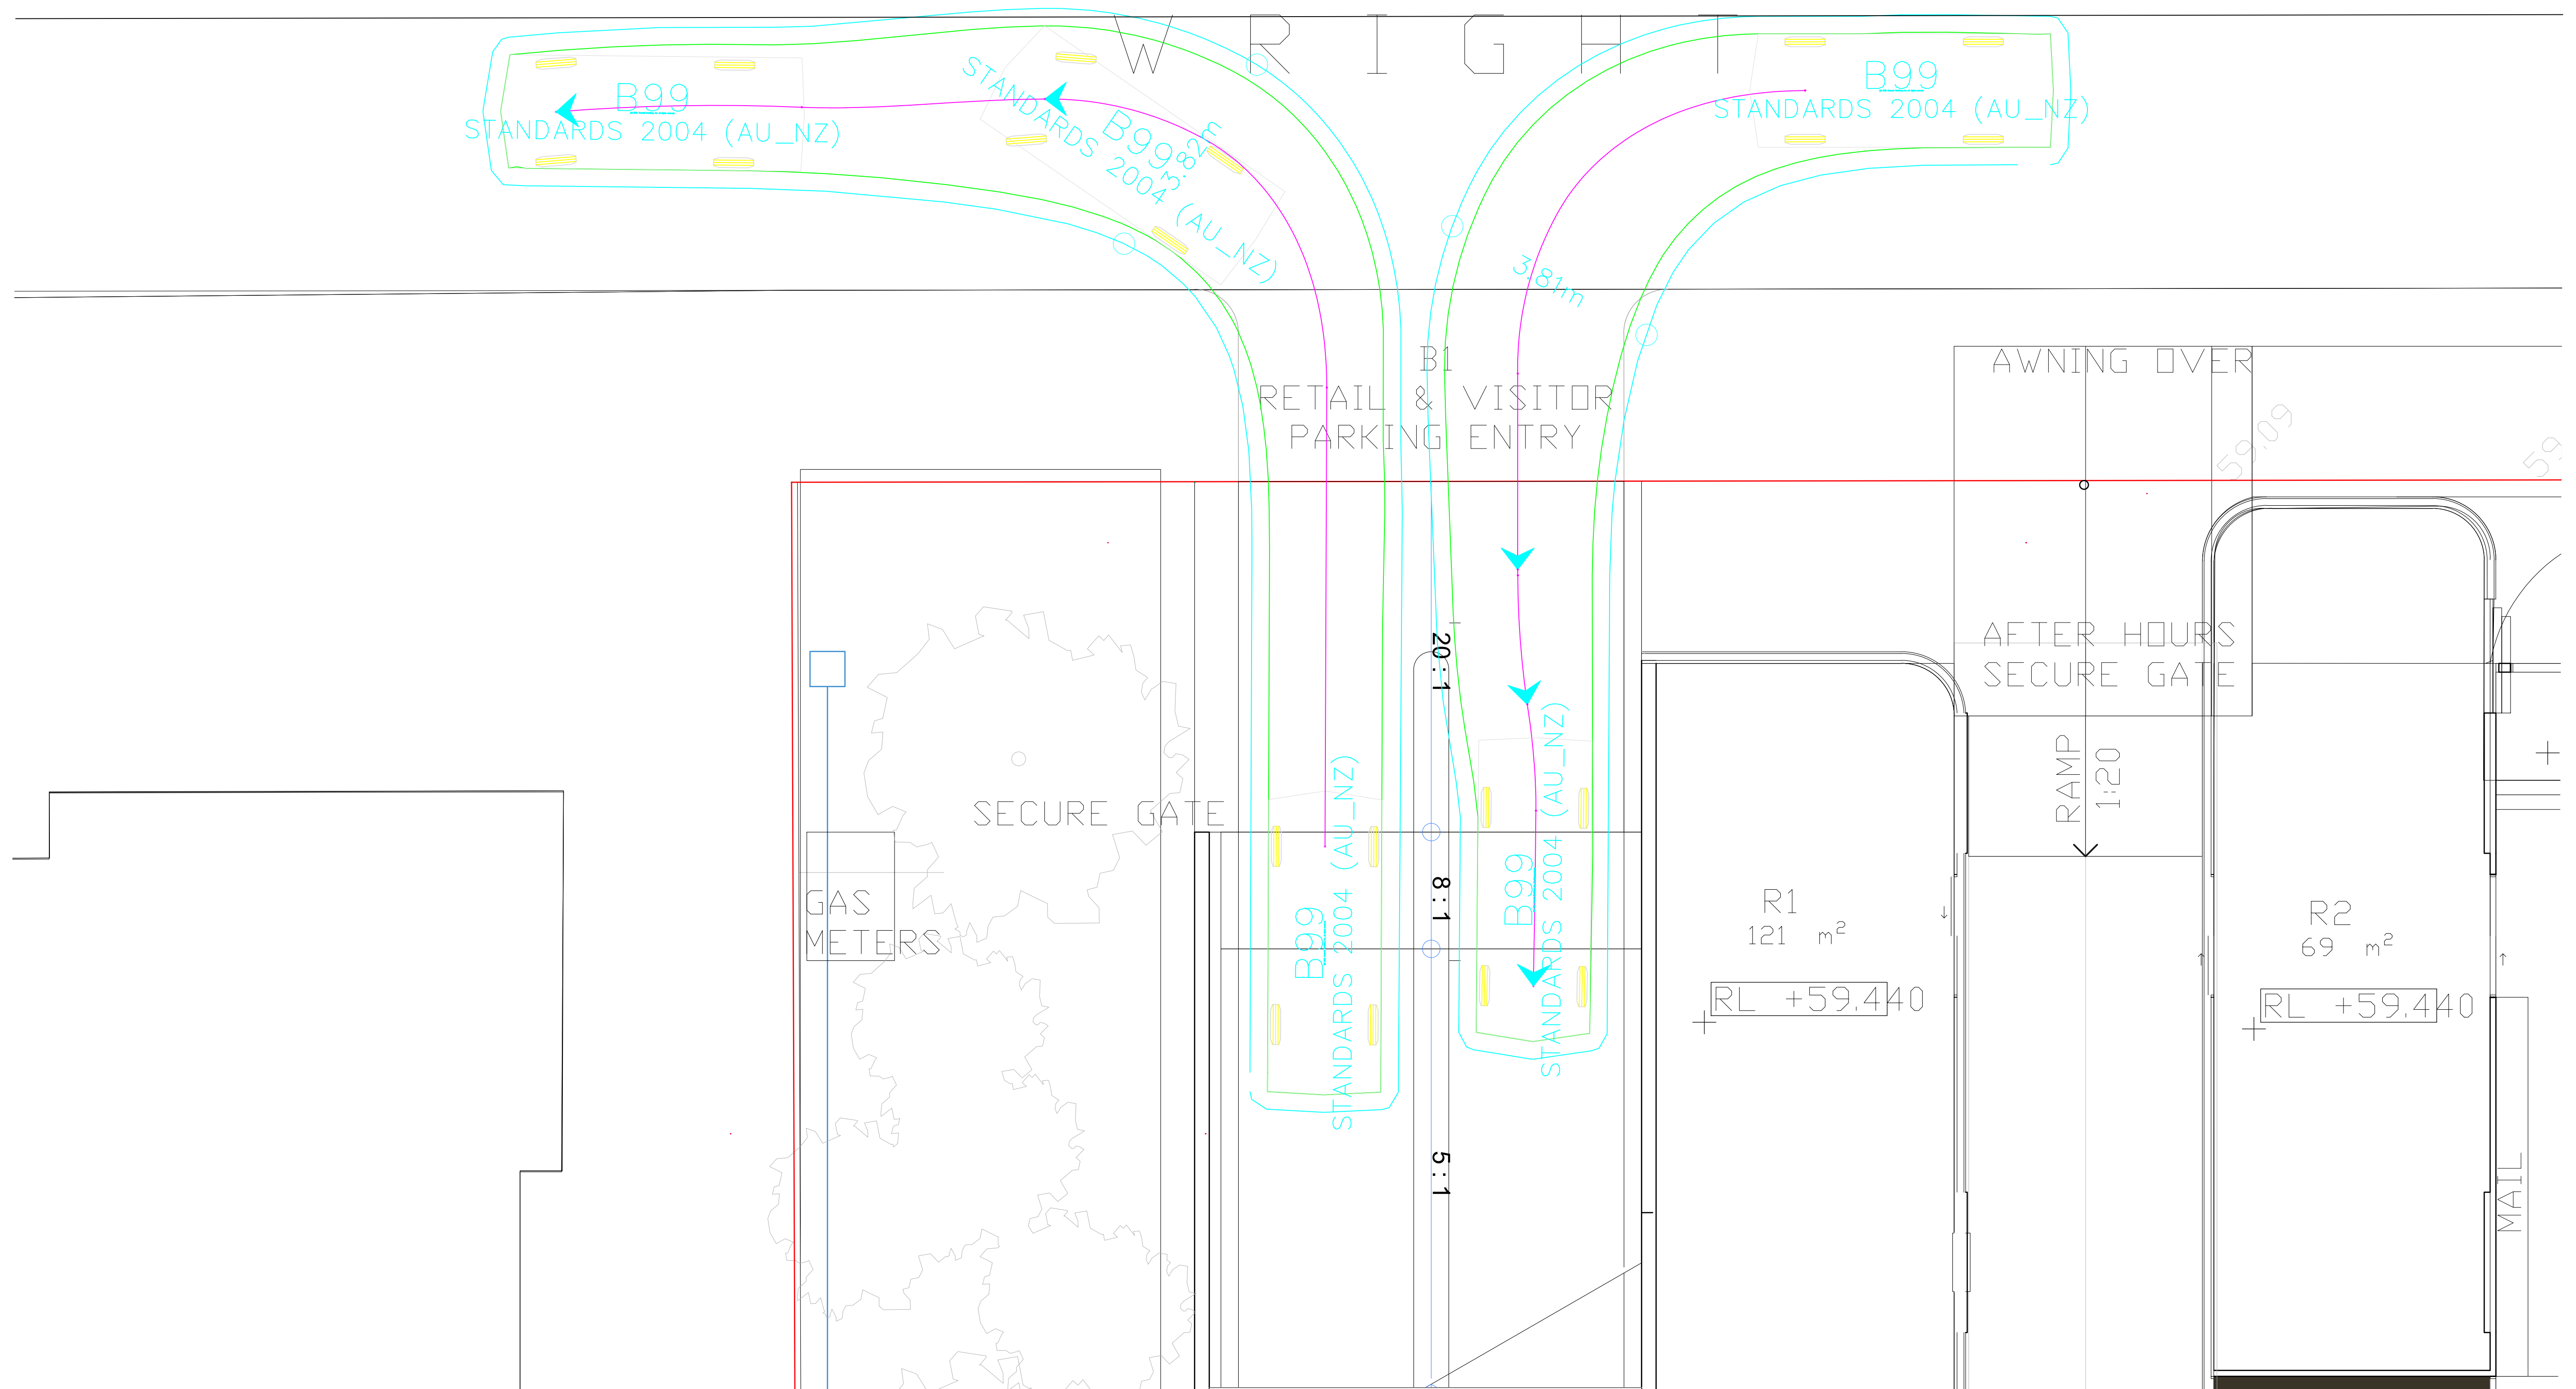 W R I G H T
B99
STANDARDS 2004 (AU_NZ)
B99
STANDARDS 2004 (AU_NZ)
3.82m
B99
STANDARDS 2004 (AU_NZ)
3.81m
B1
RETAIL & VISITOR
PARKING ENTRY
AWNING OVER
59.09
20:1
AFTER HOURS
SECURE GATE
RAMP
1:20
SECURE GATE
GAS
METERS
8:1
B99
STANDARDS 2004 (AU_NZ)
B99
STANDARDS 2004 (AU_NZ)
R1
121 m²
RL +59.440
R2
69 m²
RL +59.440
5:1
MAIL